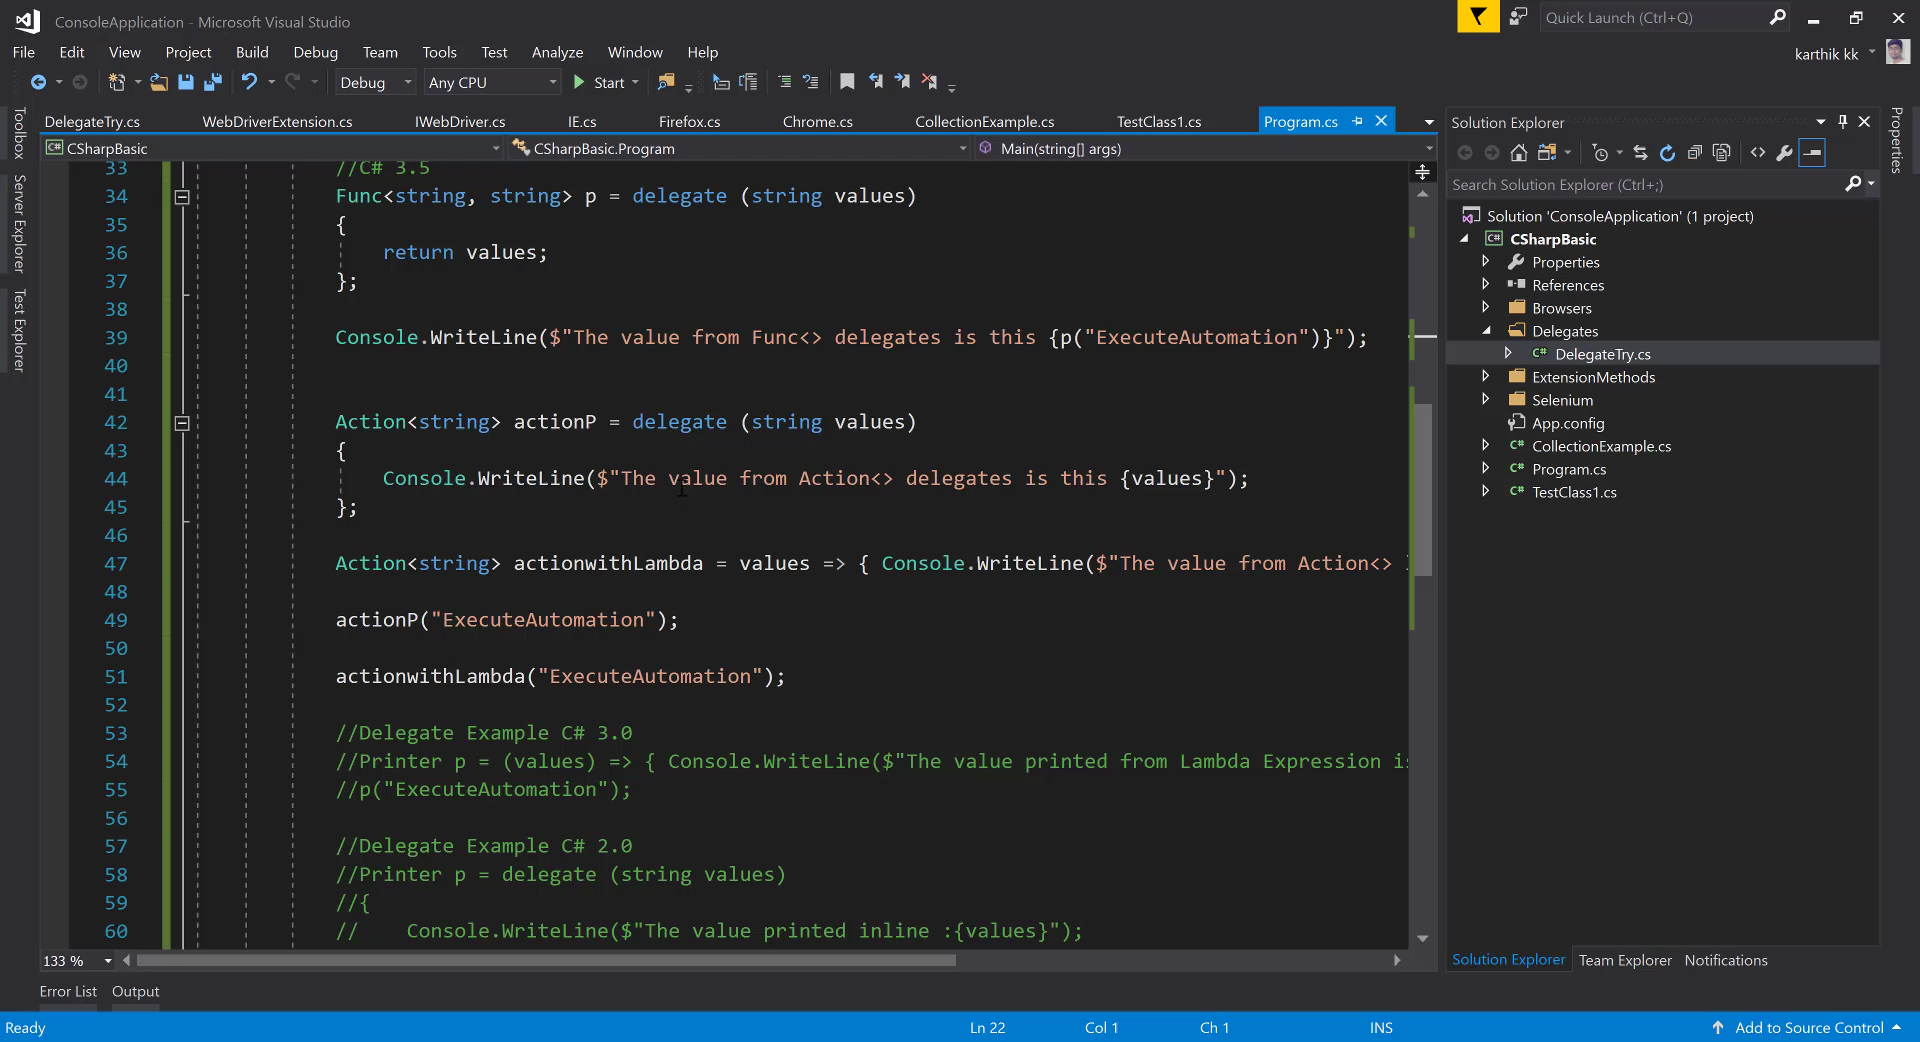 ConsoleApplication - Microsoft Visual Studio
Quick Launch (Ctrl+Q)
File Edit View Project Build Debug Team Tools Test Analyze Window Help
karthik kk
Debug Any CPU Start
DelegateTry.cs WebDriverExtension.cs IWebDriver.cs IE.cs Firefox.cs Chrome.cs CollectionExample.cs TestClass1.cs Program.cs
CSharpBasic CSharpBasic.Program Main(string[] args)
Toolbox
Server Explorer
Test Explorer
33 //C# 3.5
34 Func<string, string> p = delegate (string values)
35 {
36 return values;
37 };
38
39 Console.WriteLine($"The value from Func<> delegates is this {p("ExecuteAutomation")}");
40
41
42 Action<string> actionP = delegate (string values)
43 {
44 Console.WriteLine($"The value from Action<> delegates is this {values}");
45 };
46
47 Action<string> actionwithLambda = values => { Console.WriteLine($"The value from Action<>
48
49 actionP("ExecuteAutomation");
50
51 actionwithLambda("ExecuteAutomation");
52
53 //Delegate Example C# 3.0
54 //Printer p = (values) => { Console.WriteLine($"The value printed from Lambda Expression is
55 //p("ExecuteAutomation");
56
57 //Delegate Example C# 2.0
58 //Printer p = delegate (string values)
59 //{
60 // Console.WriteLine($"The value printed inline :{values}");
133 %
Solution Explorer
Search Solution Explorer (Ctrl+;)
Solution 'ConsoleApplication' (1 project)
C# CSharpBasic
Properties
References
Browsers
Delegates
C# DelegateTry.cs
ExtensionMethods
Selenium
App.config
C# CollectionExample.cs
C# Program.cs
C# TestClass1.cs
Solution Explorer Team Explorer Notifications
Properties
Error List Output
Ready Ln 22 Col 1 Ch 1 INS Add to Source Control